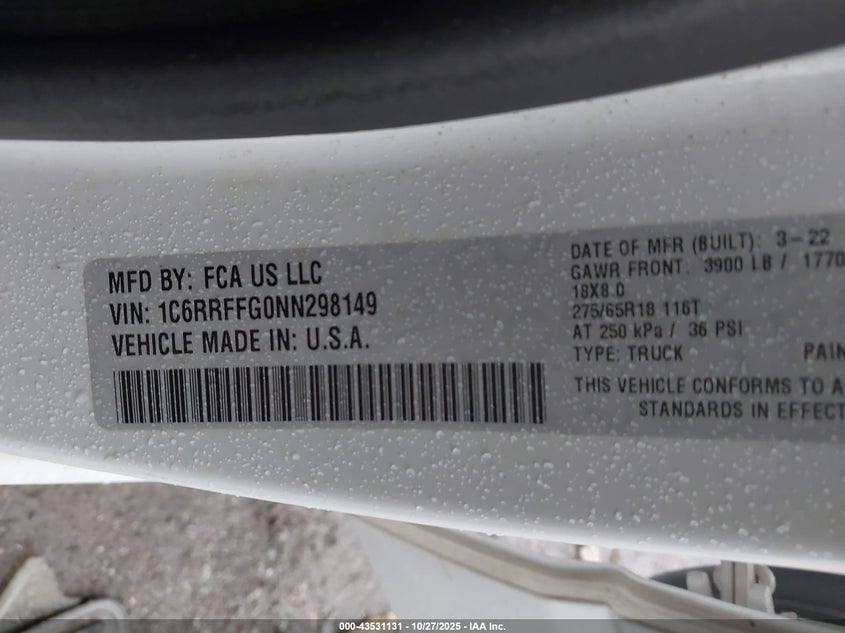 MFD BY: FCA US LLC
VIN: 1C6RRFFG0NN298149
VEHICLE MADE IN: U.S.A.
DATE OF MFR (BUILT): 3-22
GAWR FRONT: 3900 LB / 1770
18X8.0
275/65R18 116T
AT 250 kPa / 36 PSI
TYPE: TRUCK PAIN
THIS VEHICLE CONFORMS TO A
STANDARDS IN EFFECT
000-43531131 - 10/27/2025 - IAA Inc.